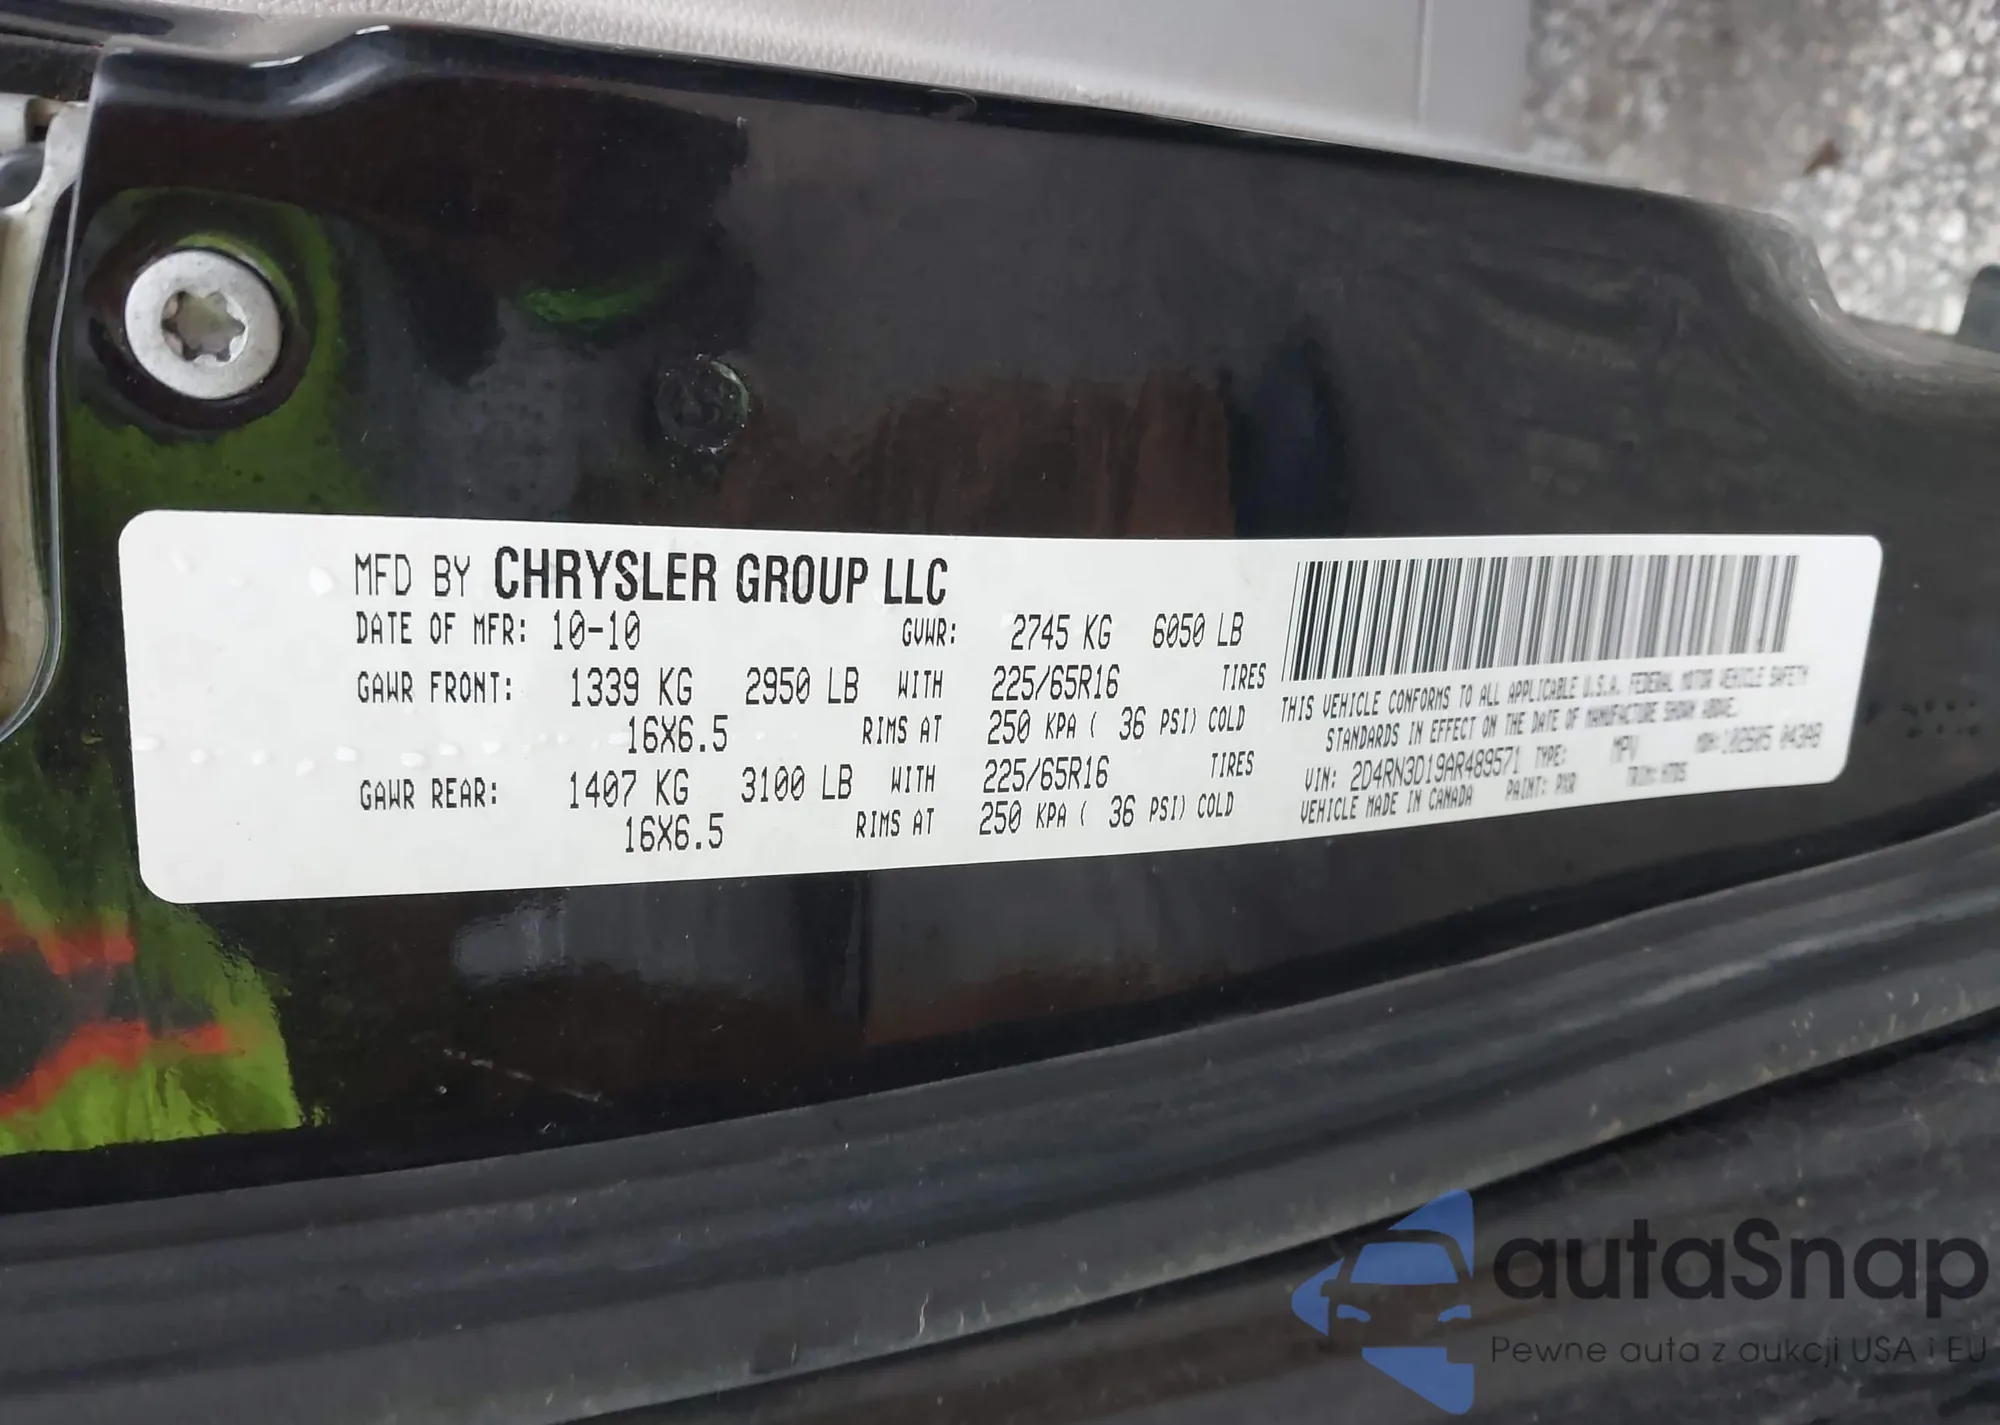 MFD BY CHRYSLER GROUP LLC
DATE OF MFR: 10-10 GVWR: 2745 KG 6050 LB
GAWR FRONT: 1339 KG 2950 LB WITH 225/65R16 TIRES
16X6.5 RIMS AT 250 KPA ( 36 PSI) COLD
GAWR REAR: 1407 KG 3100 LB WITH 225/65R16 TIRES
16X6.5 RIMS AT 250 KPA ( 36 PSI) COLD
THIS VEHICLE CONFORMS TO ALL APPLICABLE U.S.A. FEDERAL MOTOR VEHICLE SAFETY
STANDARDS IN EFFECT ON THE DATE OF MANUFACTURE SHOWN ABOVE.
VIN: 2D4RN3D19AR489571 TYPE: MPV MDH:
VEHICLE MADE IN CANADA PAINT: PXR TRIM:
autoSnap
Pewne auta z aukcji USA i EU